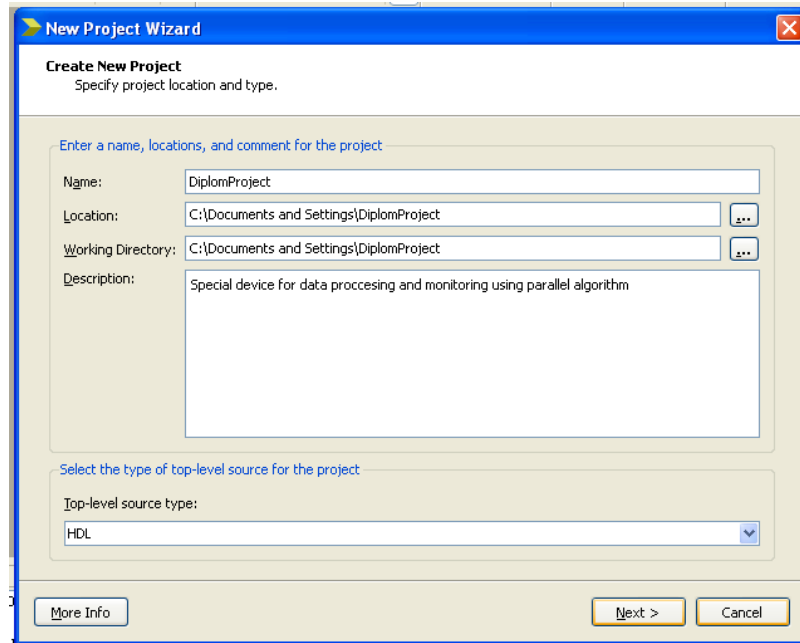 New Project Wizard
Create New Project
Specify project location and type.
Enter a name, locations, and comment for the project
Name:
DiplomProject
Location:
C:\Documents and Settings\DiplomProject
...
Working Directory:
C:\Documents and Settings\DiplomProject
...
Description:
Special device for data proccesing and monitoring using parallel algorithm
Select the type of top-level source for the project
Top-level source type:
HDL
More Info
Next >
Cancel